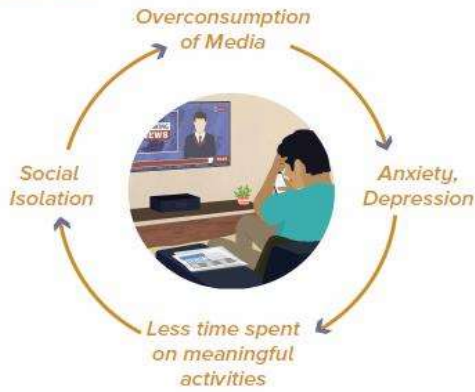 Overconsumption
of Media
Anxiety,
Depression
Less time spent
on meaningful
activities
Social
Isolation
NEWS